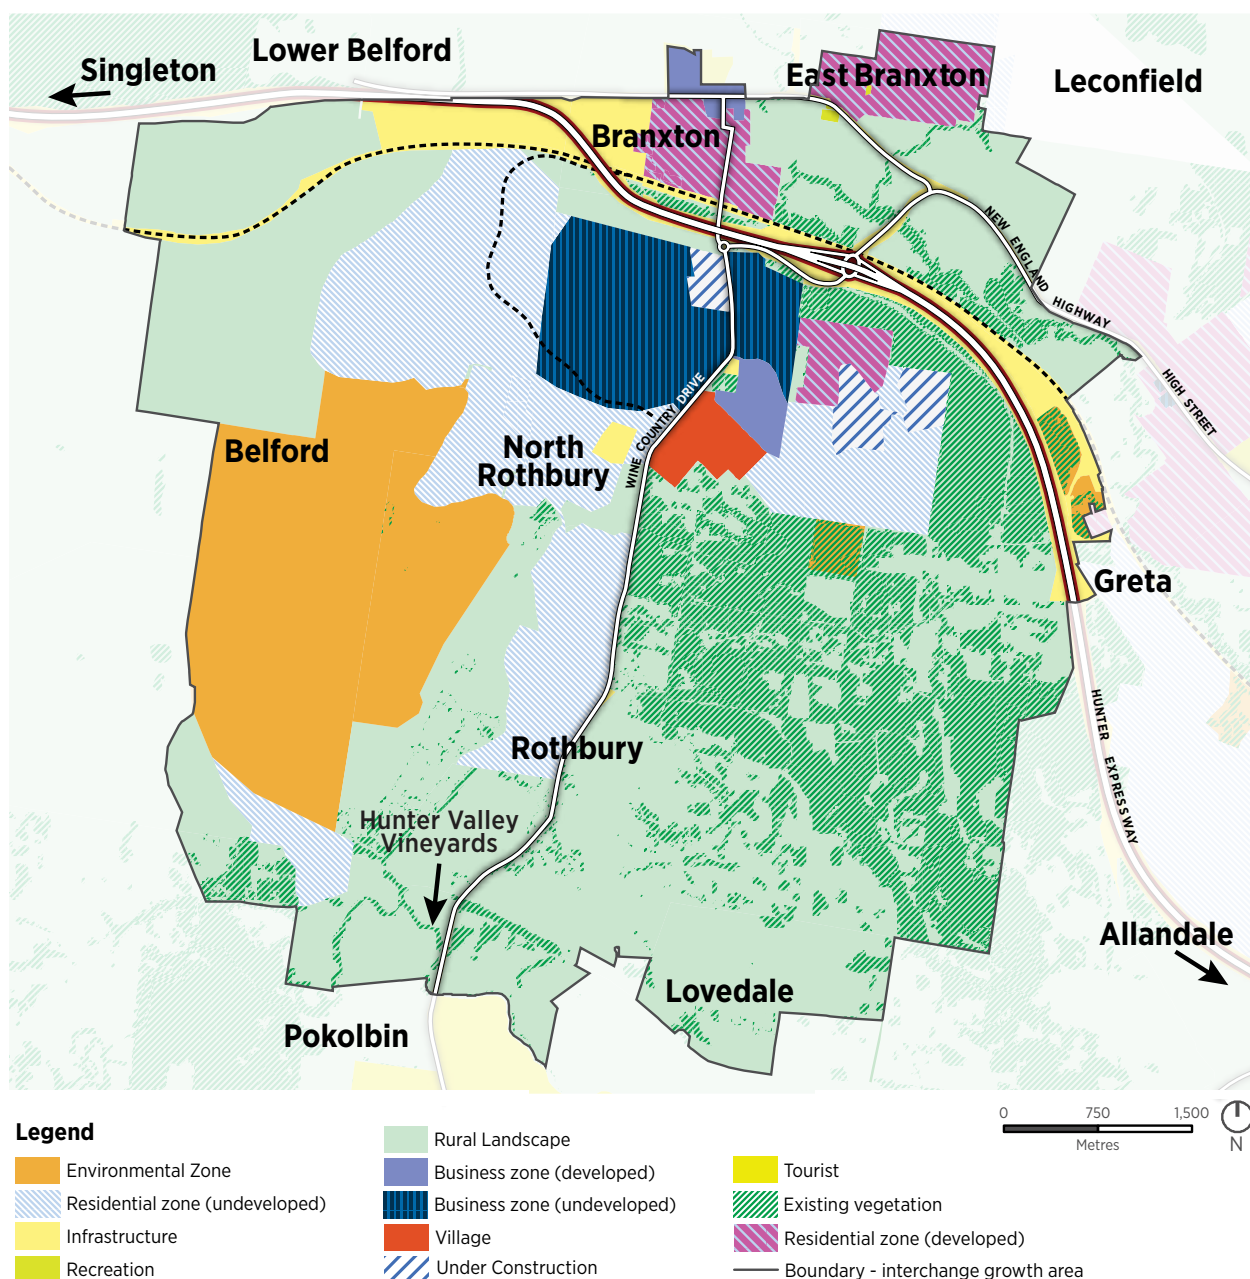 Lower Belford
Singleton
East Branxton
Leconfield
Branxton
NEW ENGLAND HIGHWAY
HIGH STREET
WINE COUNTRY DRIVE
Belford
North
Rothbury
Greta
HUNTER EXPRESSWAY
Rothbury
Hunter Valley
Vineyards
Allandale
Lovedale
Pokolbin
0 750 1,500
Metres
N
Legend
Environmental Zone
Residential zone (undeveloped)
Infrastructure
Recreation
Rural Landscape
Business zone (developed)
Business zone (undeveloped)
Village
Under Construction
Tourist
Existing vegetation
Residential zone (developed)
Boundary - interchange growth area